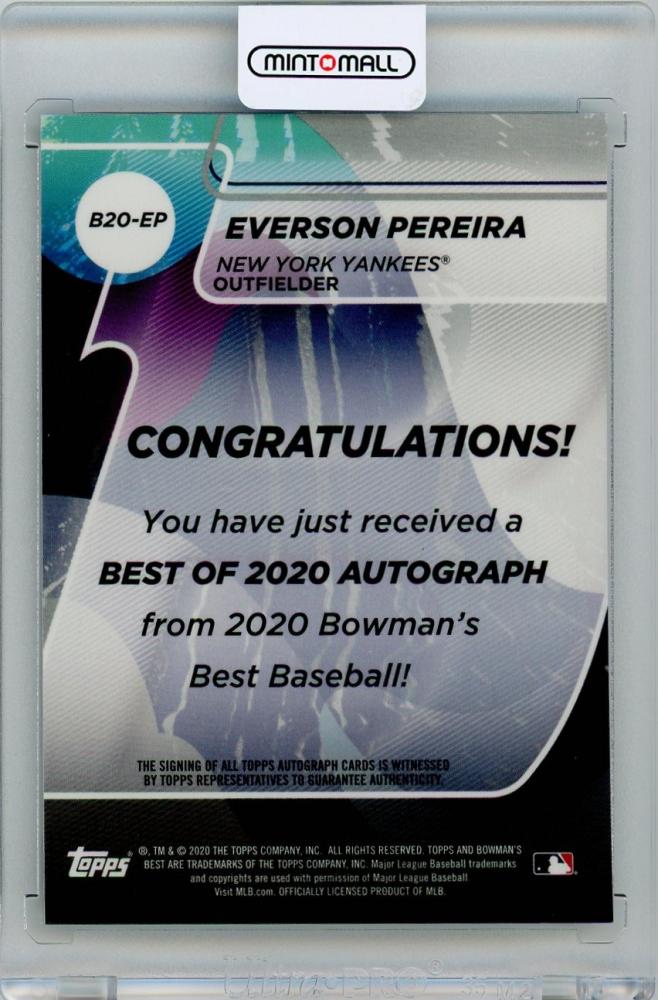 MINT MALL
B20-EP
EVERSON PEREIRA
NEW YORK YANKEES®
OUTFIELDER
CONGRATULATIONS!
You have just received a
BEST OF 2020 AUTOGRAPH
from 2020 Bowman's
Best Baseball!
THE SIGNING OF ALL TOPPS AUTOGRAPH CARDS IS WITNESSED
BY TOPPS REPRESENTATIVES TO GUARANTEE AUTHENTICITY.
Topps
®, TM & © 2020 THE TOPPS COMPANY, INC. ALL RIGHTS RESERVED. TOPPS AND BOWMAN'S
BEST ARE TRADEMARKS OF THE TOPPS COMPANY, INC. Major League Baseball trademarks
and copyrights are used with permission of Major League Baseball.
Visit MLB.com. OFFICIALLY LICENSED PRODUCT OF MLB.
Ultra PRO®